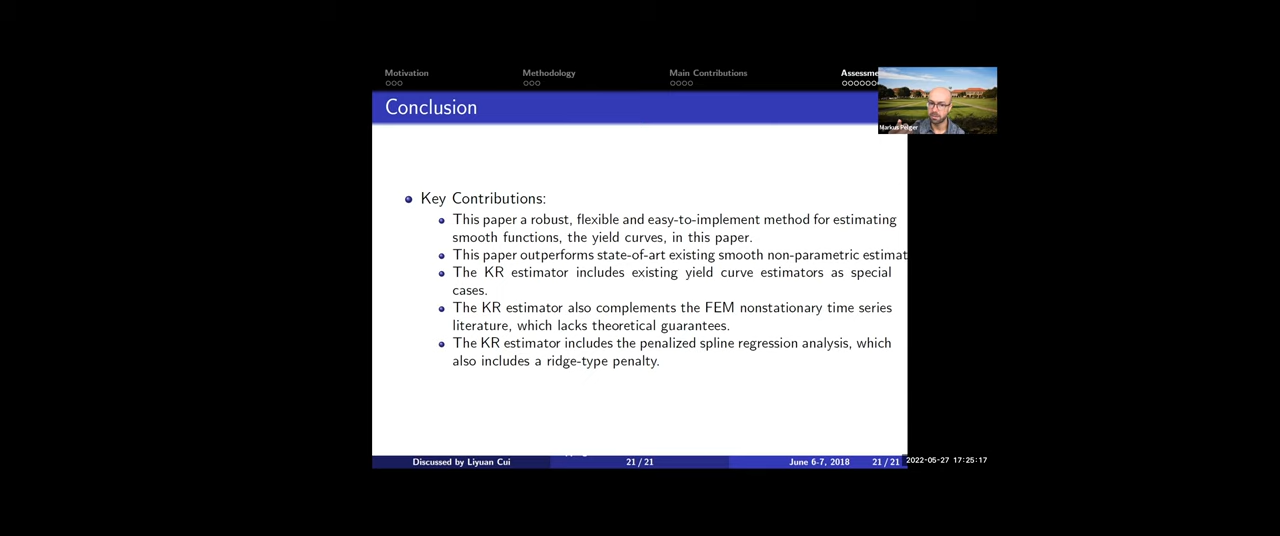 Motivation
Methodology
Main Contributions
Assessme
Markus Pelger
Conclusion
Key Contributions:
This paper a robust, flexible and easy-to-implement method for estimating
smooth functions, the yield curves, in this paper.
This paper outperforms state-of-art existing smooth non-parametric estimat
The KR estimator includes existing yield curve estimators as special
cases.
The KR estimator also complements the FEM nonstationary time series
literature, which lacks theoretical guarantees.
The KR estimator includes the penalized spline regression analysis, which
also includes a ridge-type penalty.
Discussed by Liyuan Cui
21 / 21
June 6-7, 2018
21 / 21
2022-05-27 17:25:17